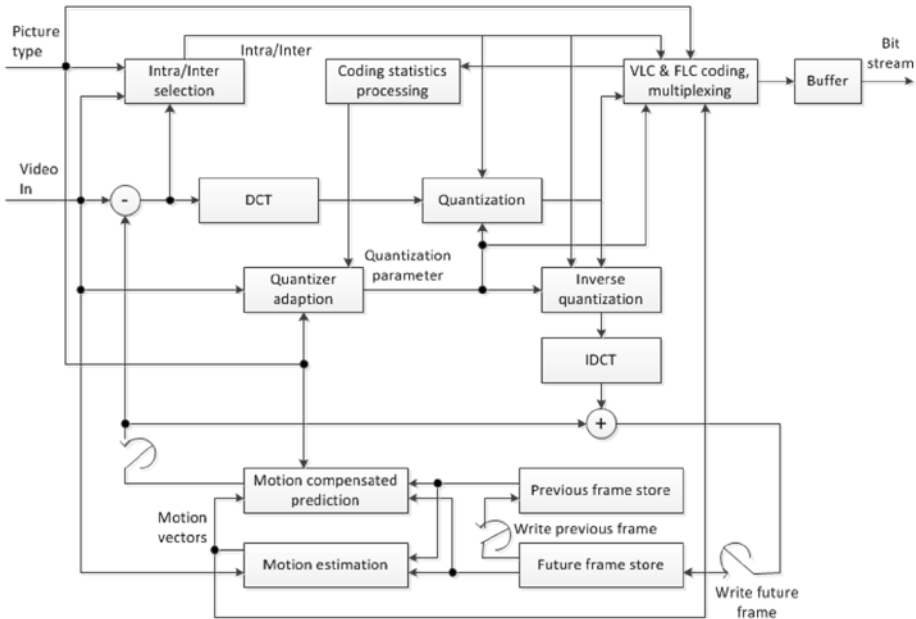 Picture
type
Intra/Inter
Bit
stream
Intra/Inter
selection
Coding statistics
processing
VLC & FLC coding,
multiplexing
Buffer
Video
In
-
DCT
Quantization
Quantization
parameter
Quantizer
adaption
Inverse
quantization
IDCT
+
Motion compensated
prediction
Previous frame store
Motion
vectors
Write previous frame
Motion estimation
Future frame store
Write future
frame